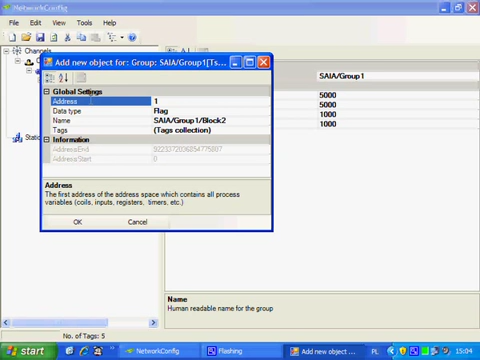 NetworkConfig
File Edit View Tools Help
Channels
SAIA/Group1
5000
5000
1000
1000
Add new object for: Group: SAIA/Group1[Ts
Global Settings
Address 1
Data type Flag
Name SAIA/Group1/Block2
Tags (Tags collection)
Information
AddressEnd 9223372036854775807
AddressStart 0
Address
The first address of the address space which contains all process
variables (coils, inputs, registers, timers, etc.)
OK Cancel
Name
Human readable name for the group
No. of Tags: 5
start NetworkConfig Flashing Add new object ... PL 15:04